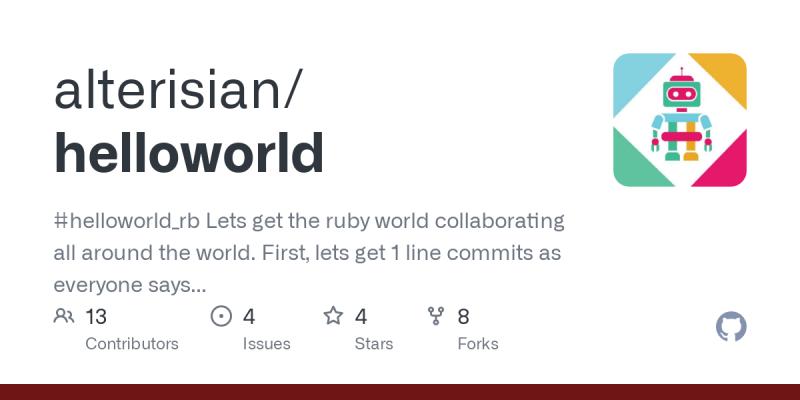 alterisian/
helloworld
#helloworld_rb Lets get the ruby world collaborating
all around the world. First, lets get 1 line commits as
everyone says...
13 4 4 8
Contributors Issues Stars Forks